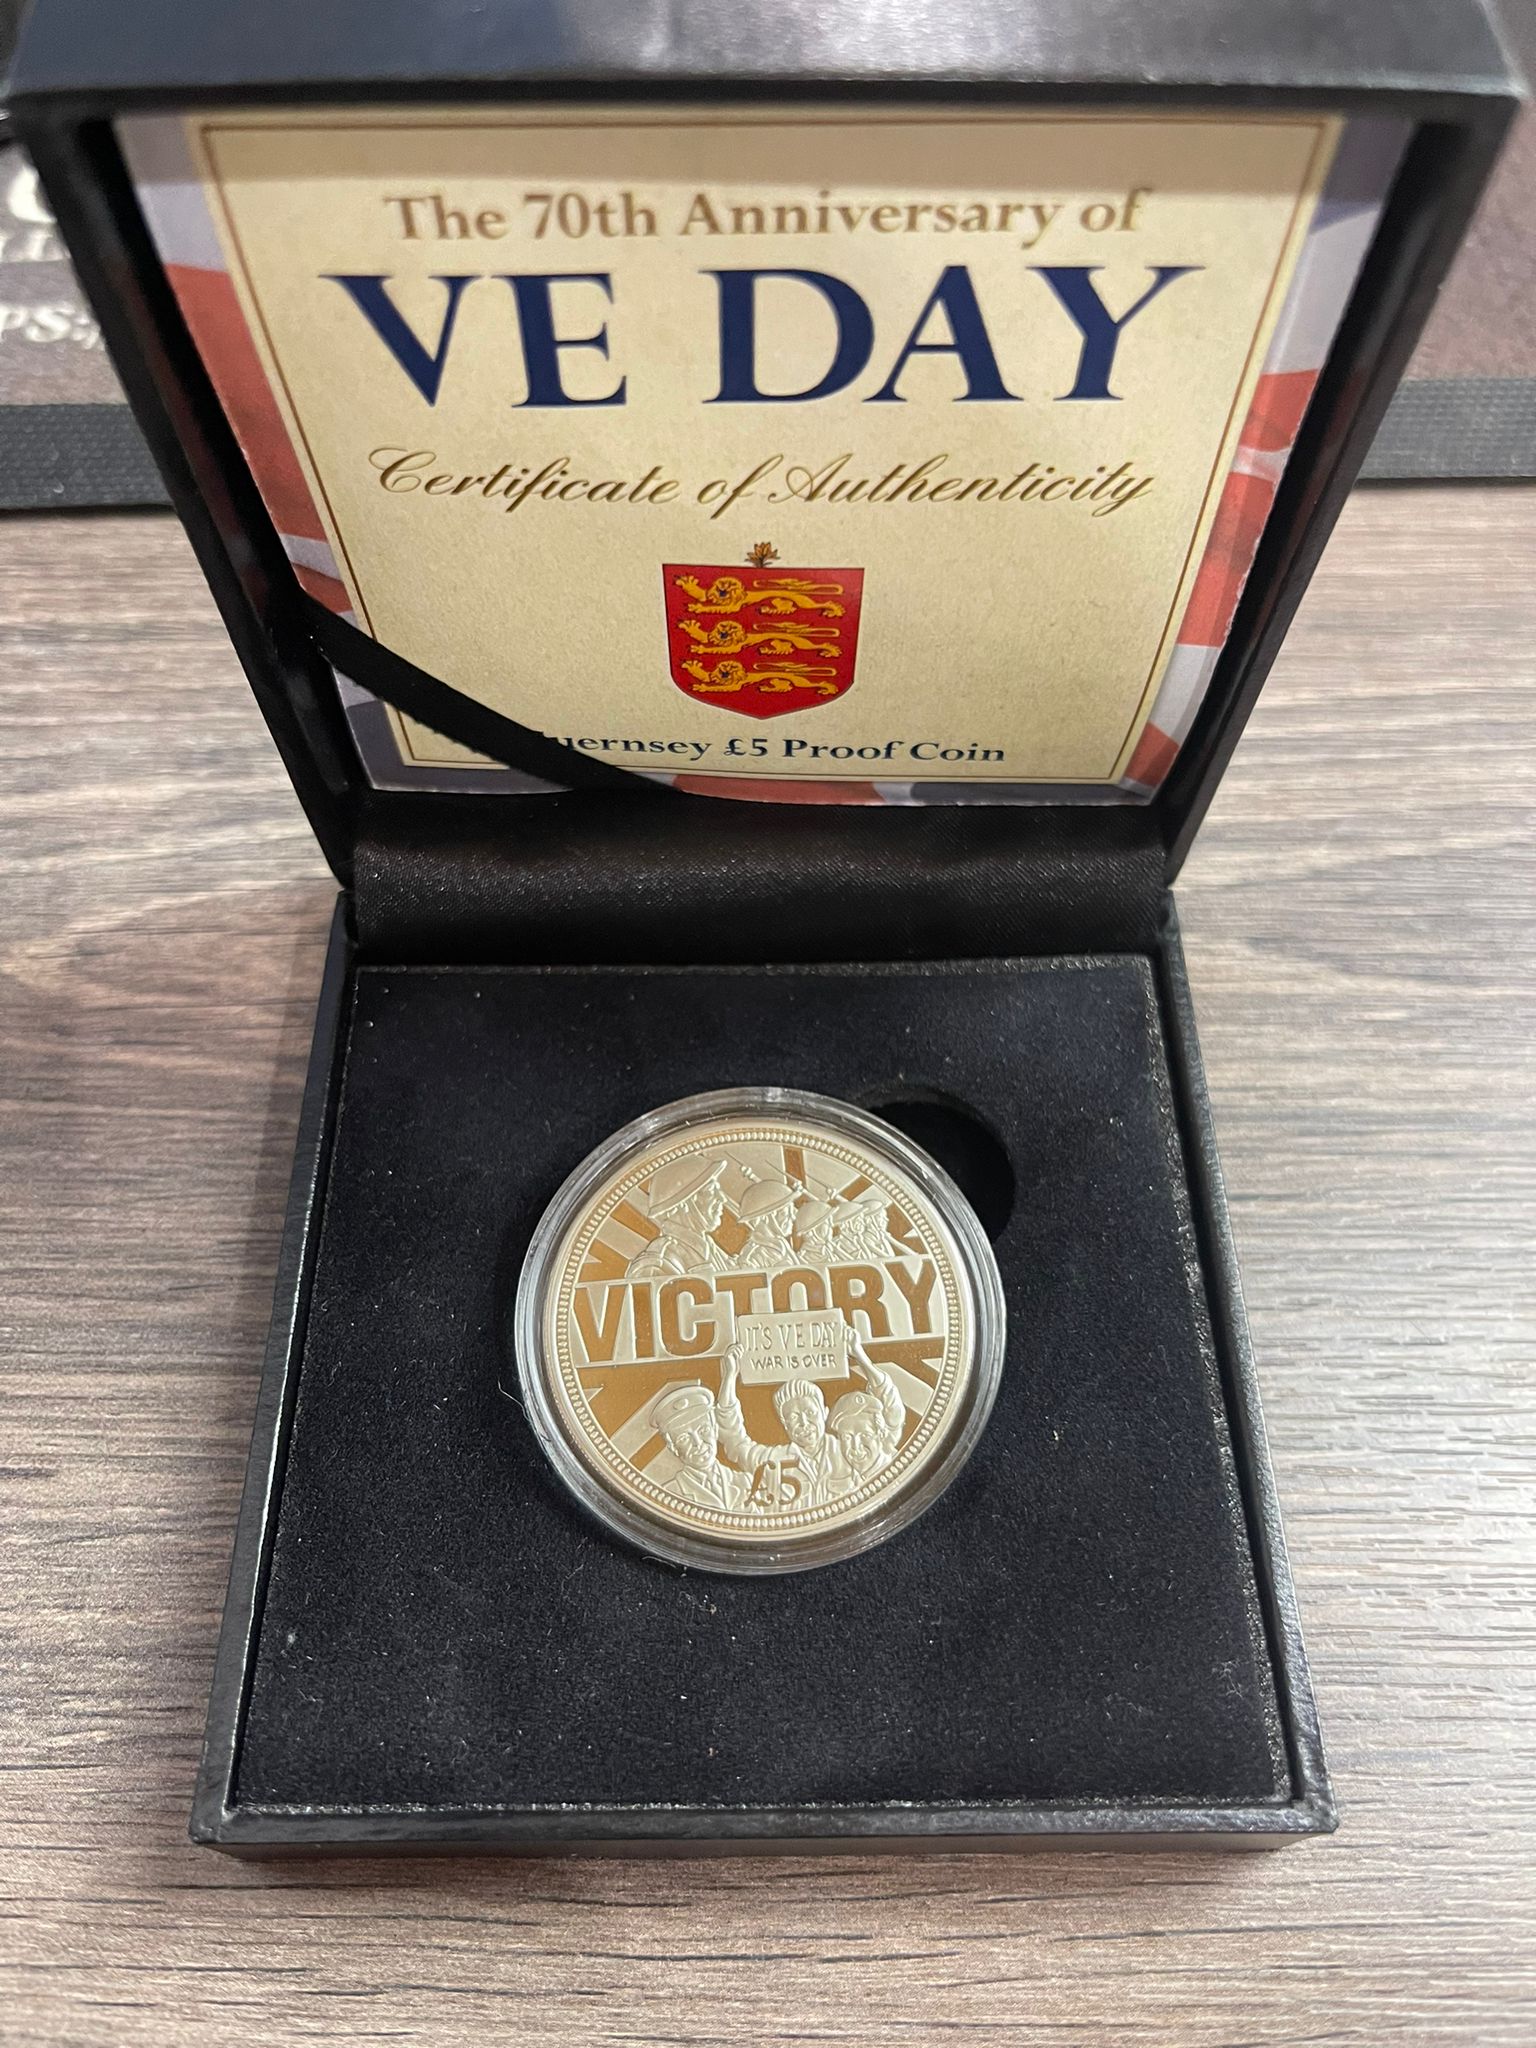 The 70th Anniversary of
VE DAY
Certificate of Authenticity
Guernsey £5 Proof Coin
VICTORY
IT'S V E DAY
WAR IS OVER
£5